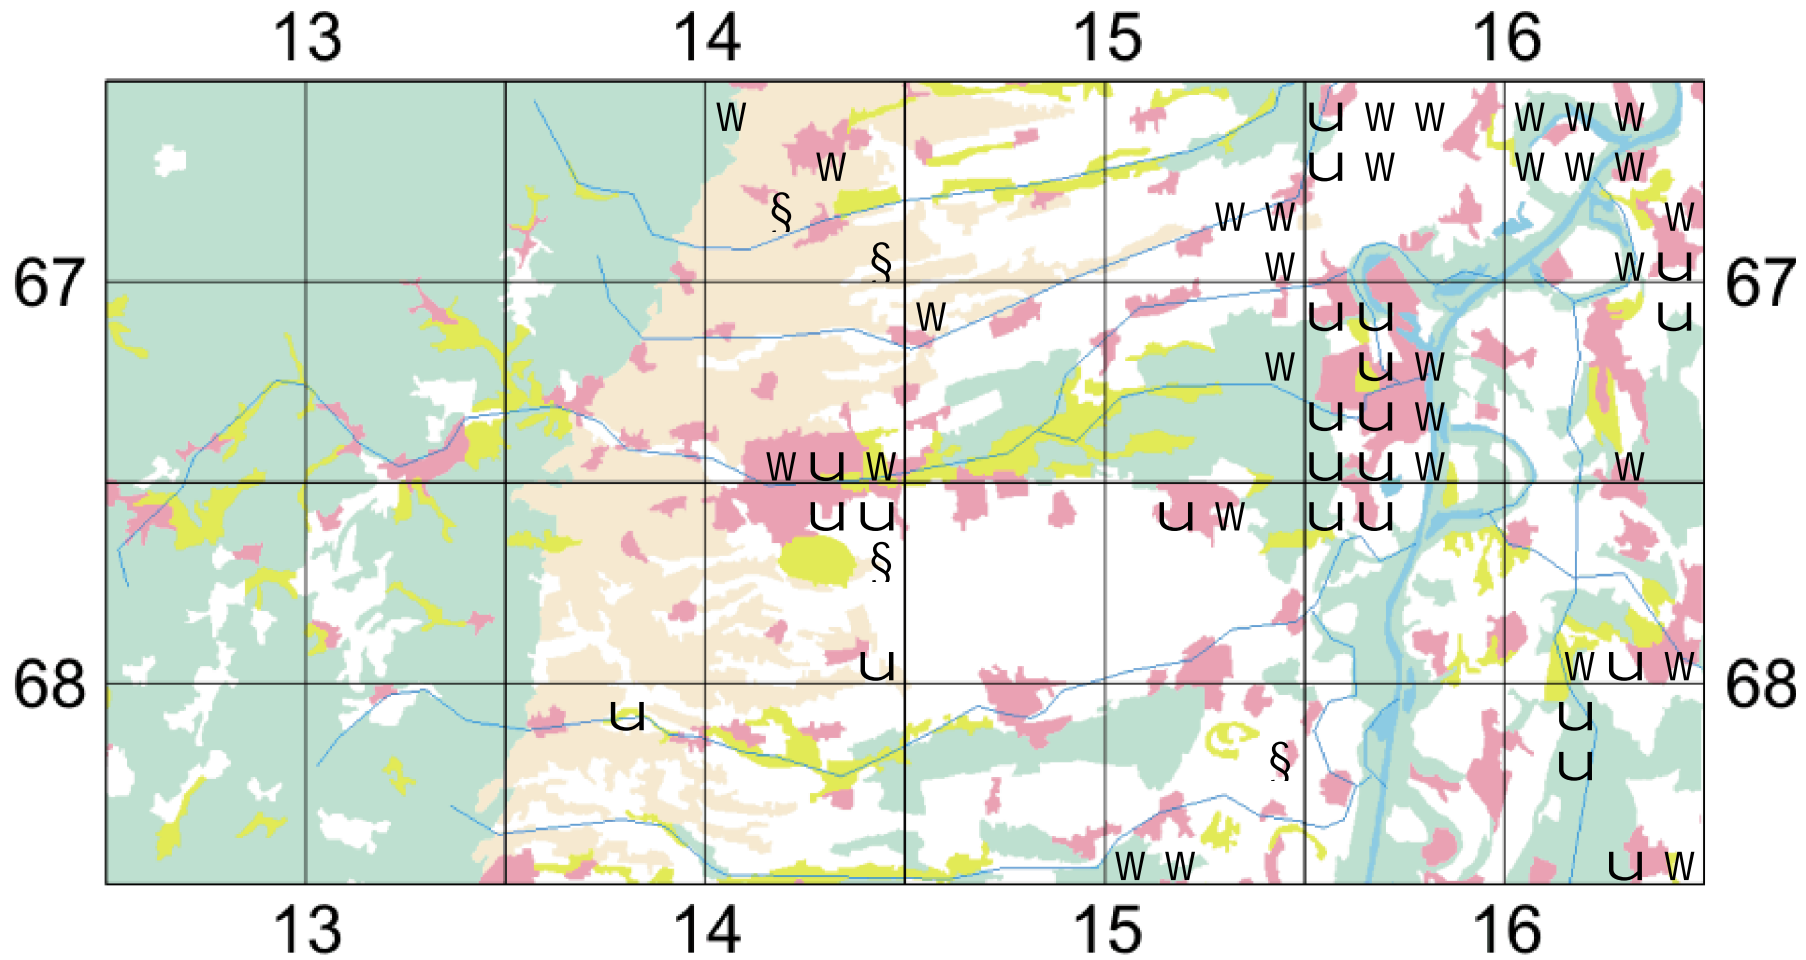 13 14 15 16
w u w w w w w
w u w w w w
§ w w w
§ w w u
67 67
w u u u
w u w
u u w
w u w u u w w
u u u w u u
§
u w u w
68 68
u u
§ u
w w u w
13 14 15 16